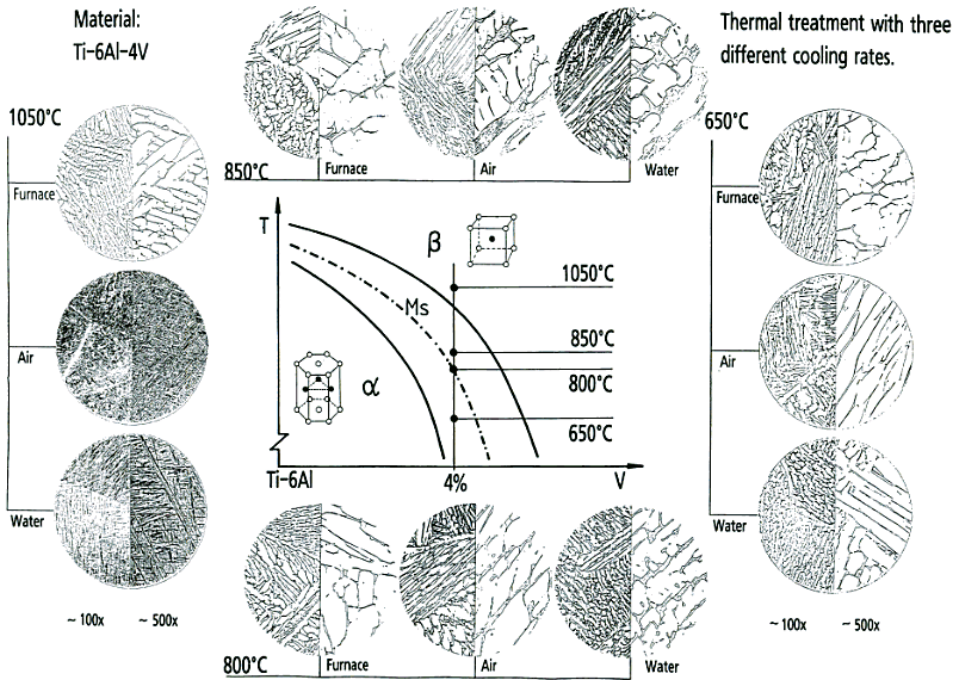 Material:
Ti-6Al-4V
Thermal treatment with three
different cooling rates.
1050°C
Furnace
Air
Water
~ 100x ~ 500x
850°C
Furnace
Air
Water
650°C
Furnace
Air
Water
~ 100x ~ 500x
T
β
Ms
α
1050°C
850°C
800°C
650°C
Ti-6Al
4%
V
800°C
Furnace
Air
Water